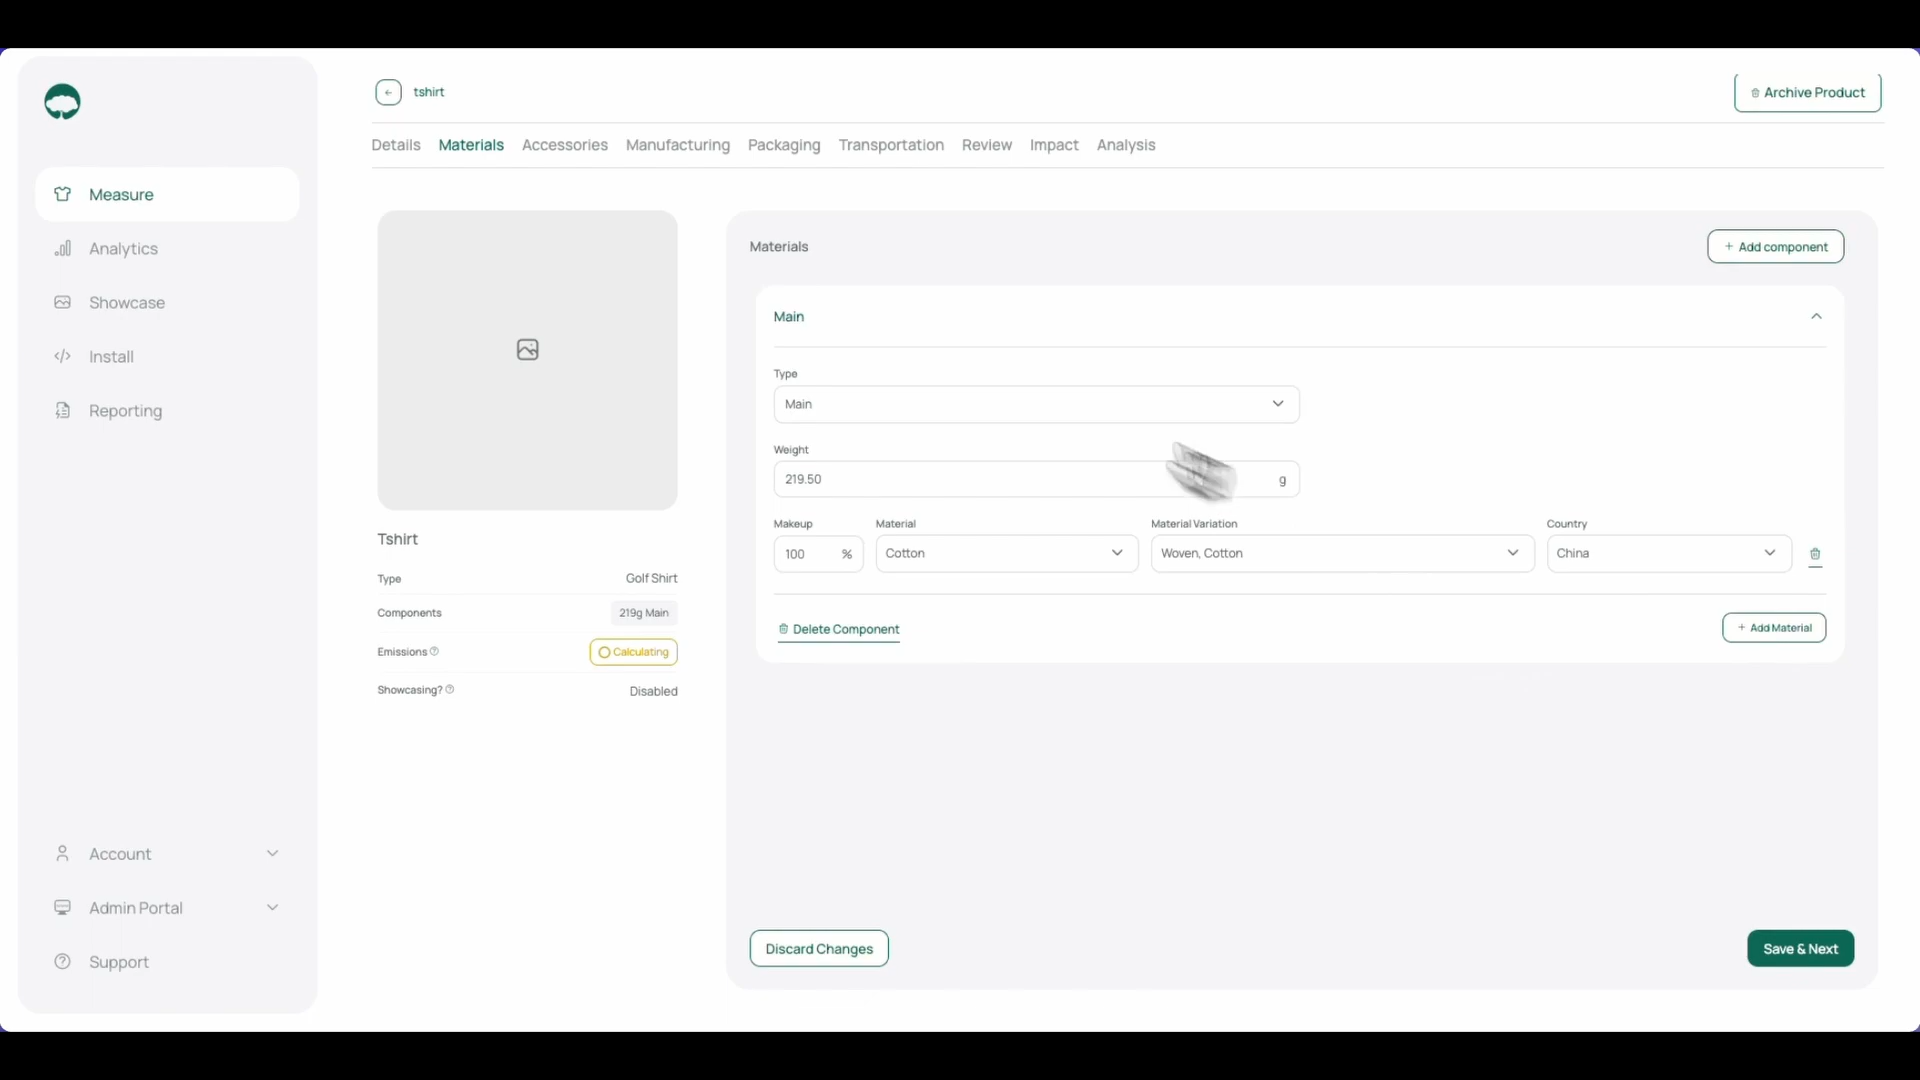 tshirt
Archive Product
Details Materials Accessories Manufacturing Packaging Transportation Review Impact Analysis
Measure
Analytics
Showcase
Install
Reporting
Account
Admin Portal
Support
Tshirt
Type Golf Shirt
Components 219g Main
Emissions Calculating
Showcasing? Disabled
Materials
+ Add component
Main
Type
Main
Weight
219.50 g
Makeup Material Material Variation Country
100 % Cotton Woven, Cotton China
Delete Component + Add Material
Discard Changes Save & Next